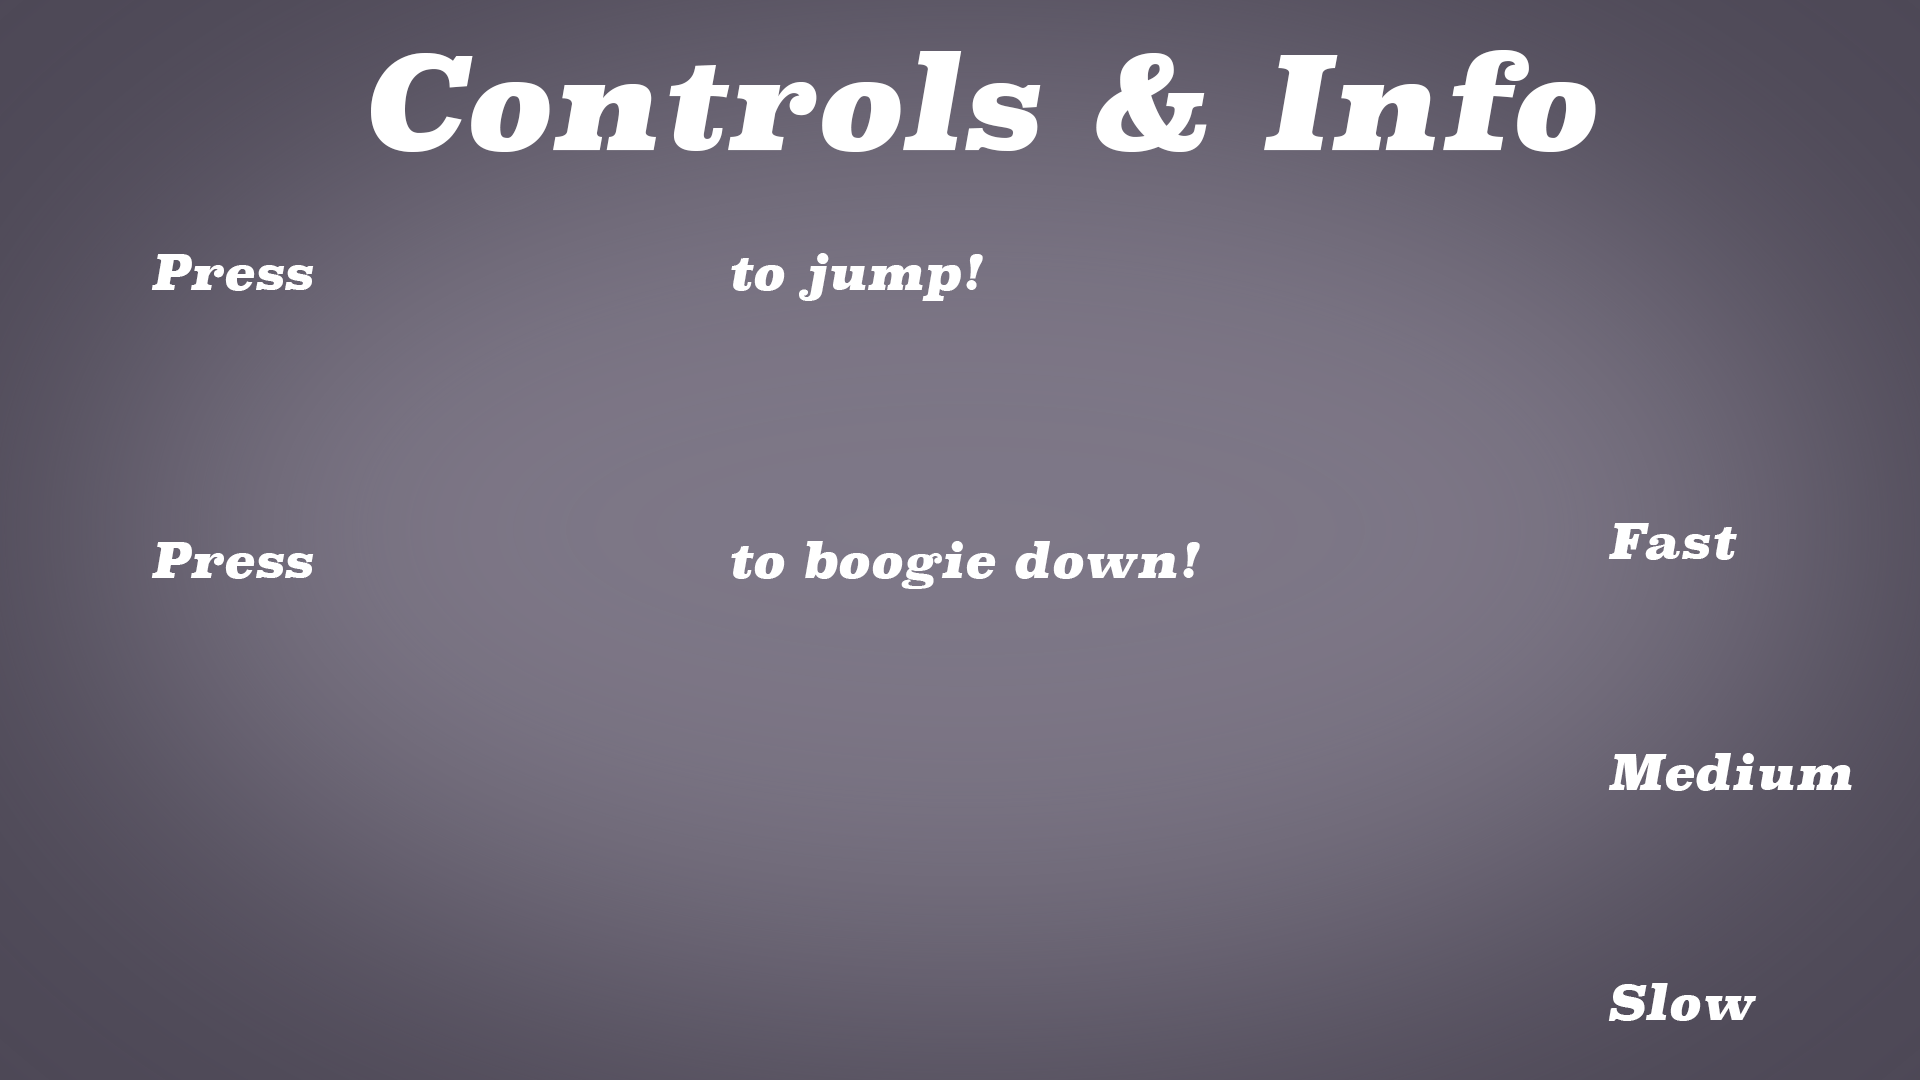 Controls & Info
Press to jump!
Press to boogie down!
Fast
Medium
Slow